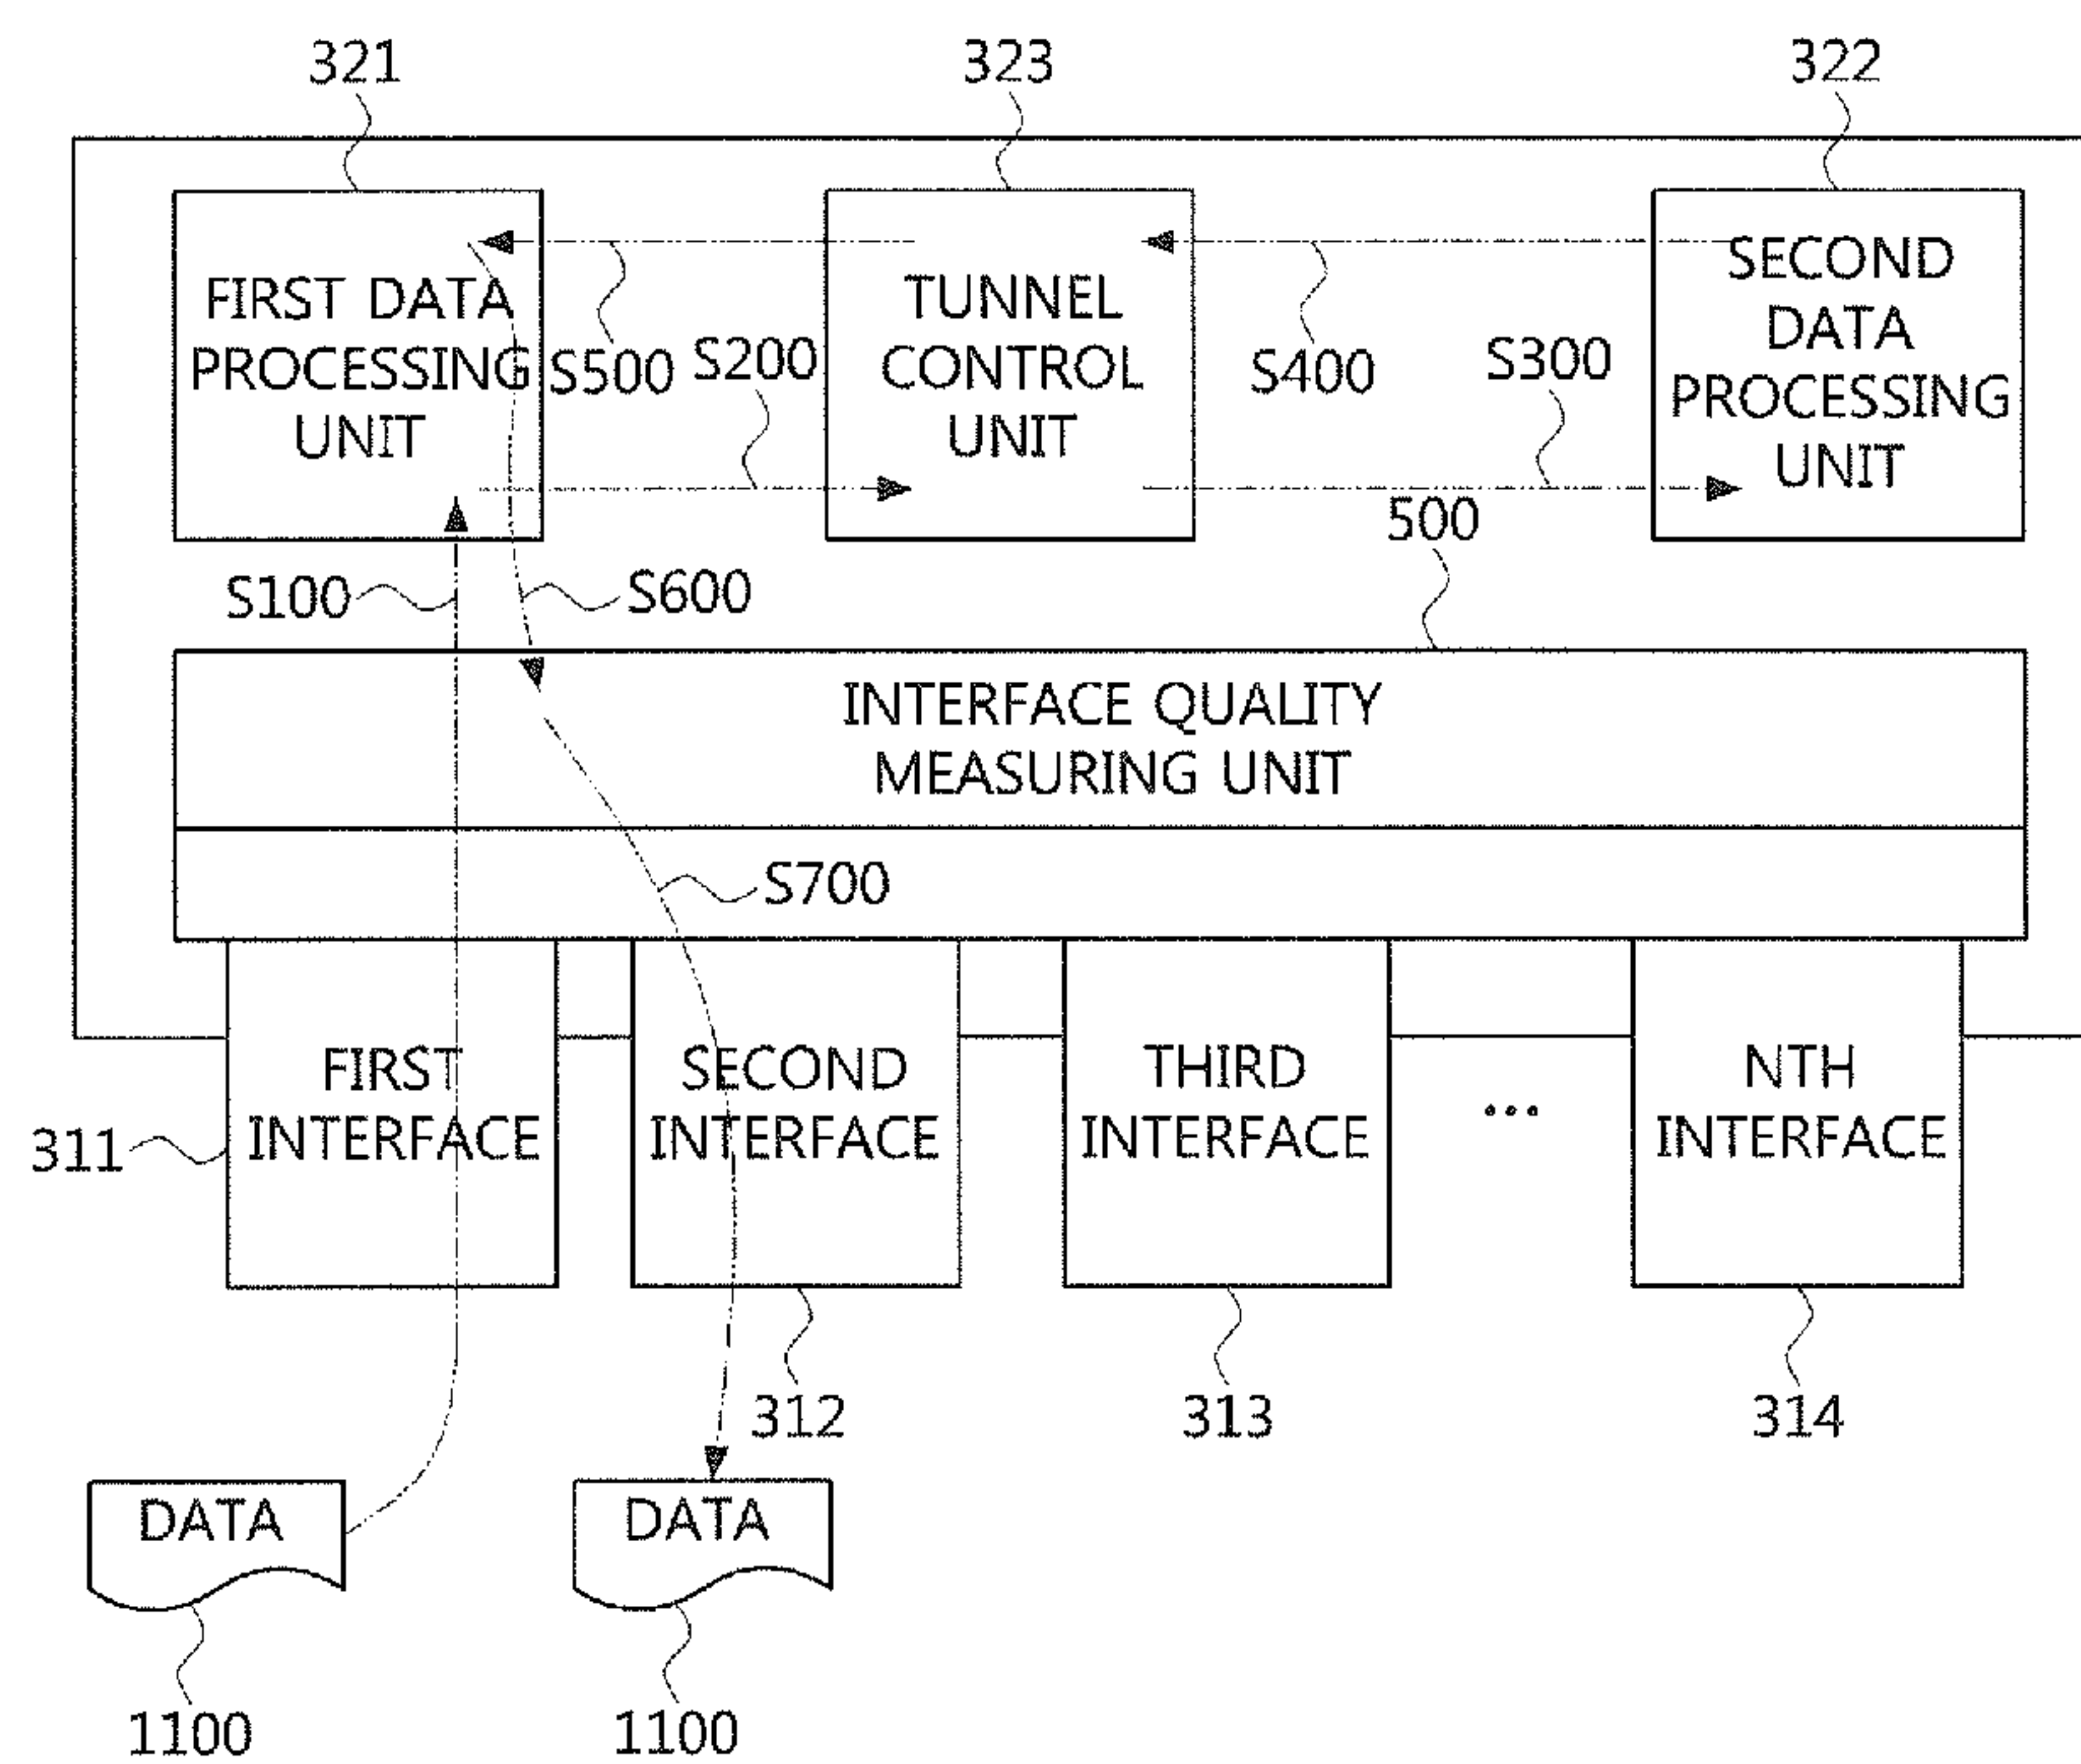 321
323
322
FIRST DATA
PROCESSING
UNIT
S500
S200
TUNNEL
CONTROL
UNIT
S400
S300
SECOND
DATA
PROCESSING
UNIT
500
S100
S600
INTERFACE QUALITY
MEASURING UNIT
S700
311
FIRST
INTERFACE
SECOND
INTERFACE
THIRD
INTERFACE
...
NTH
INTERFACE
312
313
314
DATA
DATA
1100
1100